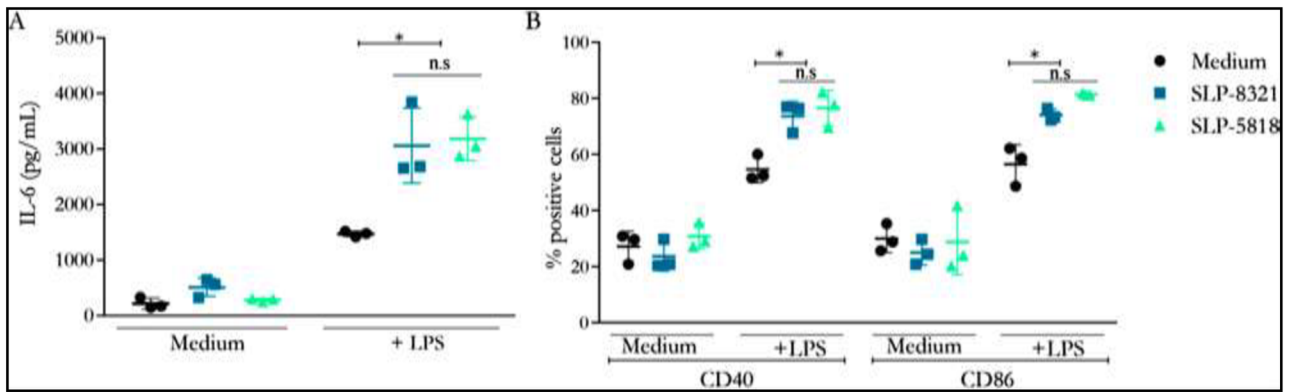 A
IL-6 (pg/mL)
5000
4000
3000
2000
1000
0
*
n.s
Medium
+ LPS
B
% positive cells
100
80
60
40
20
0
*
n.s
*
n.s
Medium
+LPS
Medium
+LPS
CD40
CD86
Medium
SLP-8321
SLP-5818